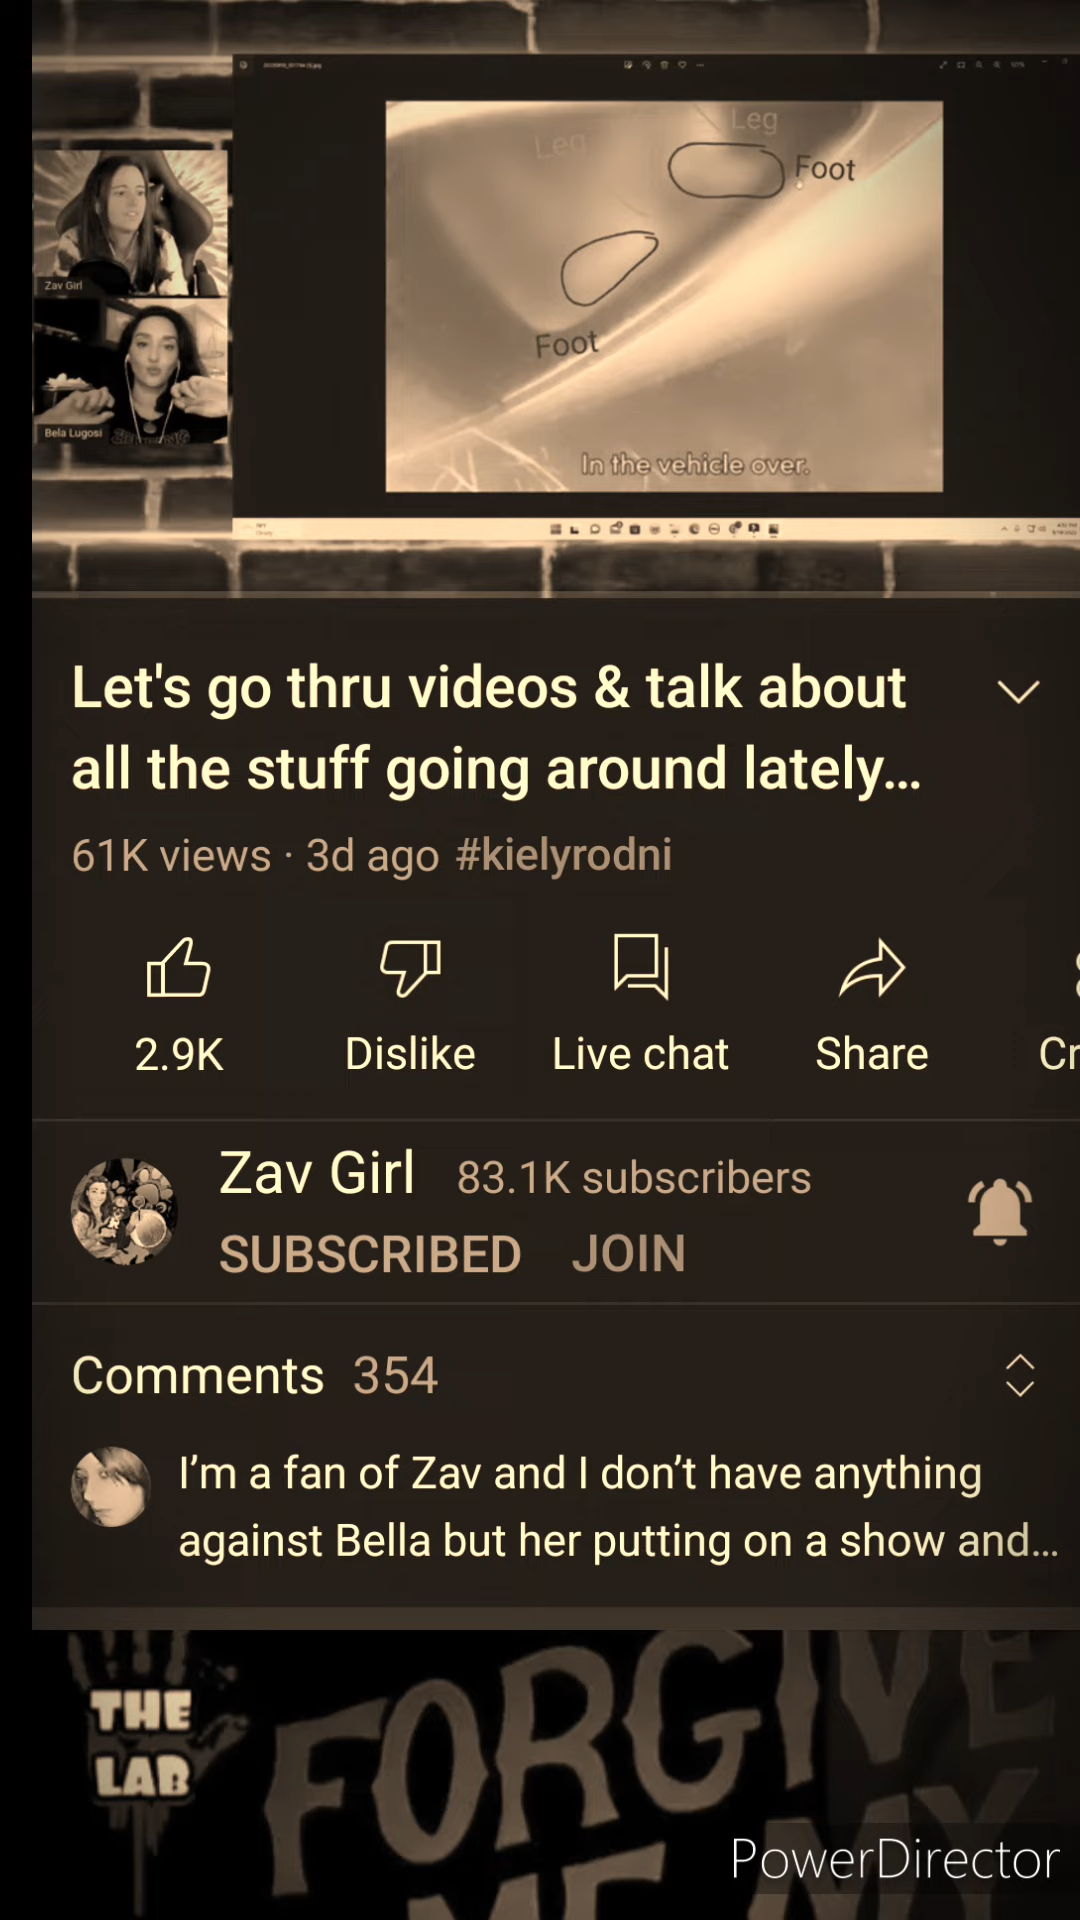 Leg
Leg
Foot
Foot
In the vehicle over.
Zav Girl
Bela Lugosi
Let's go thru videos & talk about
all the stuff going around lately...
61K views · 3d ago #kielyrodni
2.9K
Dislike
Live chat
Share
Cr
Zav Girl 83.1K subscribers
SUBSCRIBED JOIN
Comments 354
I’m a fan of Zav and I don’t have anything
against Bella but her putting on a show and...
THE
LAB
FORGIVE
ME MY
PowerDirector